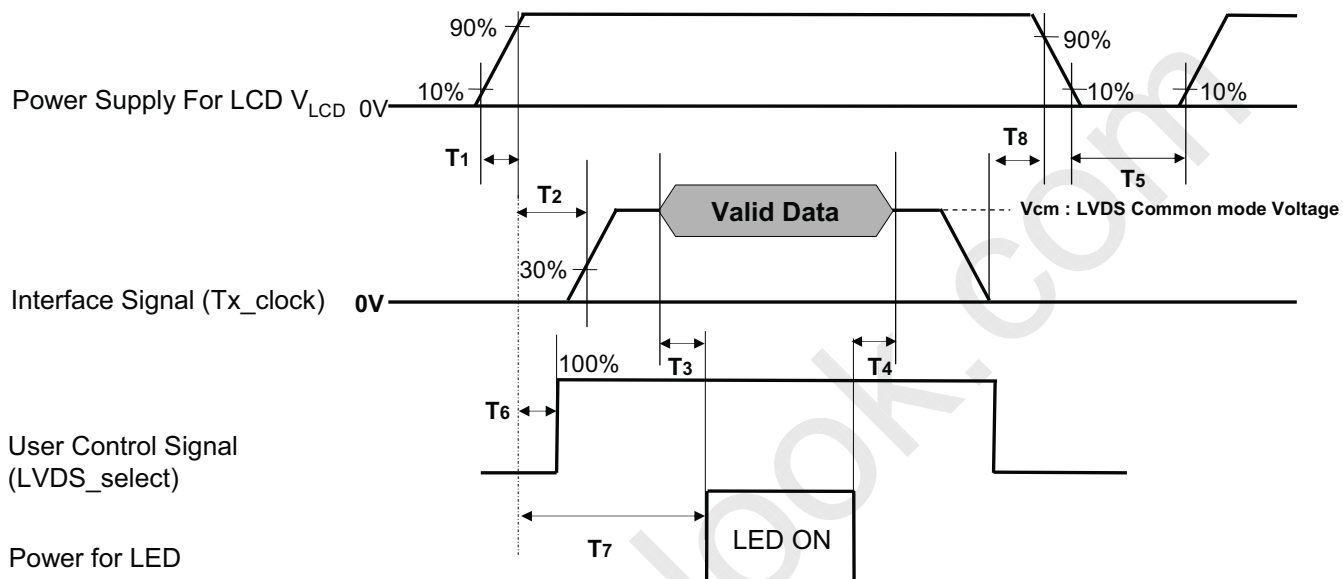 90%
90%
10%
10%
10%
Power Supply For LCD VLCD 0V
T1
T8
T5
T2
Valid Data
Vcm : LVDS Common mode Voltage
30%
Interface Signal (Tx_clock) 0V
T3
T4
100%
T6
User Control Signal
(LVDS_select)
T7
LED ON
Power for LED
look.com